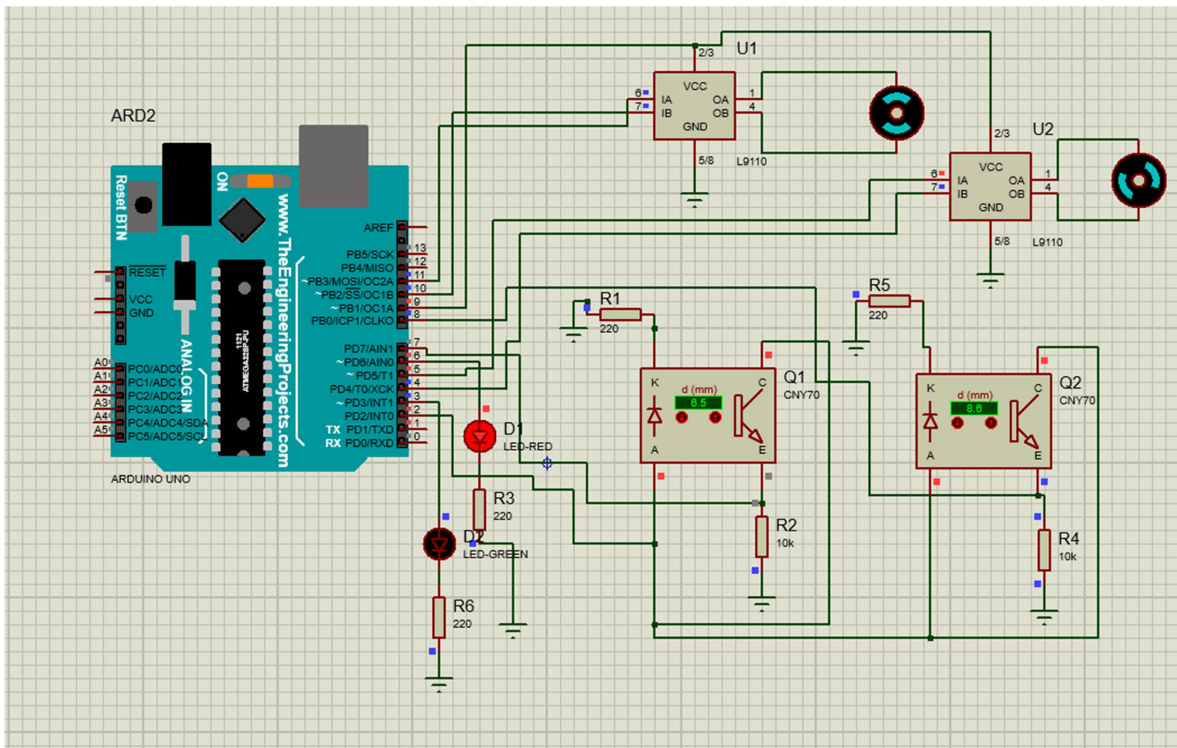 ARD2
ON
Reset BTN
www.TheEngineeringProjects.com
RESET
VCC
GND
ANALOG IN
1121
ATMEGA328P-PU
A0
A1
A2
A3
A4
A5
PC0/ADC0
PC1/ADC1
PC2/ADC2
PC3/ADC3
PC4/ADC4/SDA
PC5/ADC5/SCL
AREF
PB5/SCK 13
PB4/MISO 12
~PB3/MOSI/OC2A 11
~PB2/SS/OC1B 10
~PB1/OC1A 9
PB0/ICP1/CLKO 8
PD7/AIN1 7
~PD6/AIN0 6
~PD5/T1 5
PD4/T0/XCK 4
~PD3/INT1 3
PD2/INT0 2
TX PD1/TXD 1
RX PD0/RXD 0
ARDUINO UNO
U1
2/3
VCC
6 IA OA 1
7 IB OB 4
GND
5/8
L9110
U2
2/3
VCC
6 IA OA 1
7 IB OB 4
GND
5/8
L9110
R1
220
R5
220
K C
d (mm)
6.5
A E
Q1
CNY70
K C
d (mm)
8.6
A E
Q2
CNY70
D1
LED-RED
R3
220
D2
LED-GREEN
R6
220
R2
10k
R4
10k